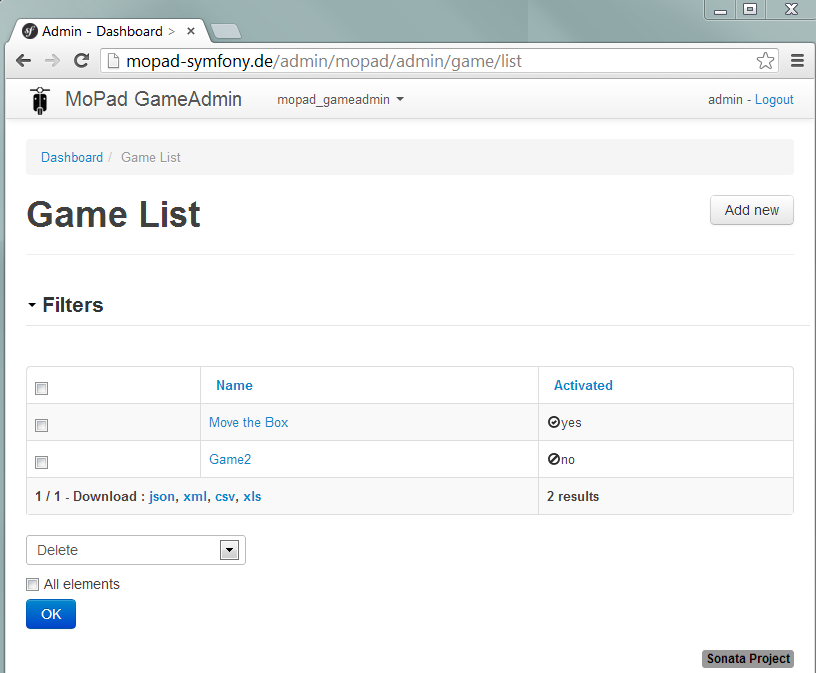 sf Admin - Dashboard >
mopad-symfony.de/admin/mopad/admin/game/list
MoPad GameAdmin mopad_gameadmin admin - Logout
Dashboard / Game List
Game List Add new
Filters
Name Activated
Move the Box yes
Game2 no
1 / 1 - Download : json, xml, csv, xls 2 results
Delete
All elements
OK
Sonata Project